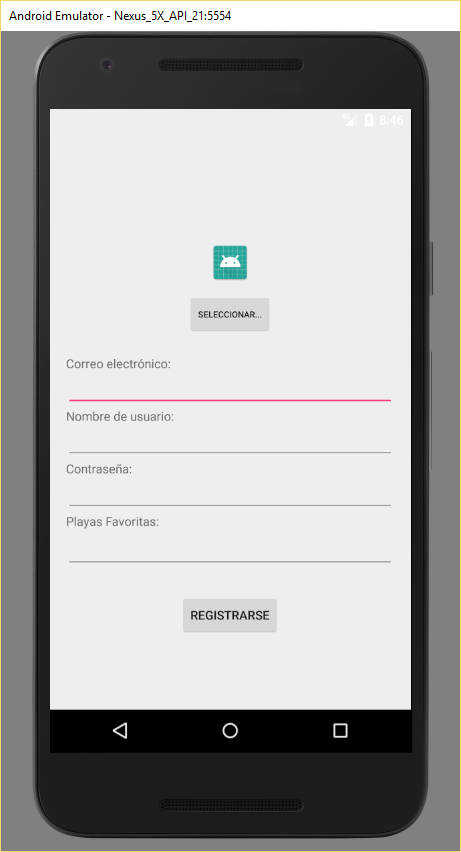 Android Emulator - Nexus_5X_API_21:5554
8:46
SELECCIONAR...
Correo electrónico:
Nombre de usuario:
Contraseña:
Playas Favoritas:
REGISTRARSE